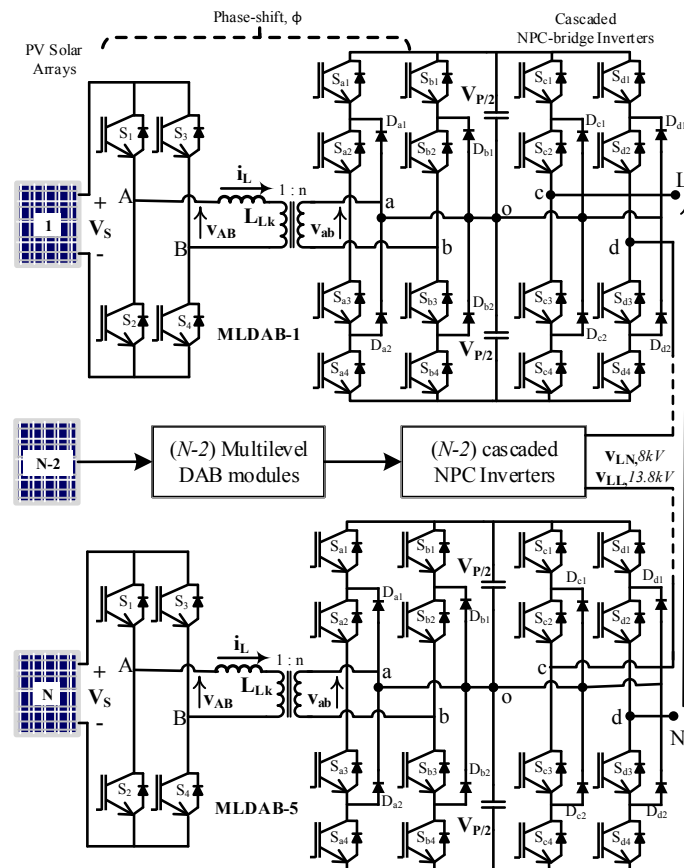 Phase-shift, ϕ
Cascaded
NPC-bridge Inverters
PV Solar
Arrays
S1
S3
S2
S4
1
+
VS
-
A
B
iL
LLk
vAB
1 : n
vab
a
b
MLDAB-1
Sa1
Sa2
Sa3
Sa4
Da1
Da2
Sb1
Sb2
Sb3
Sb4
Db1
Db2
VP/2
VP/2
o
Sc1
Sc2
Sc3
Sc4
Dc1
Dc2
Sd1
Sd2
Sd3
Sd4
Dd1
Dd2
c
d
N-2
(N-2) Multilevel
DAB modules
(N-2) cascaded
NPC Inverters
vLN,8kV
vLL,13.8kV
S1
S3
S2
S4
N
+
VS
-
A
B
iL
LLk
vAB
1 : n
vab
a
b
MLDAB-5
Sa1
Sa2
Sa3
Sa4
Da1
Da2
Sb1
Sb2
Sb3
Sb4
Db1
Db2
VP/2
VP/2
o
Sc1
Sc2
Sc3
Sc4
Dc1
Dc2
Sd1
Sd2
Sd3
Sd4
Dd1
Dd2
c
d
N